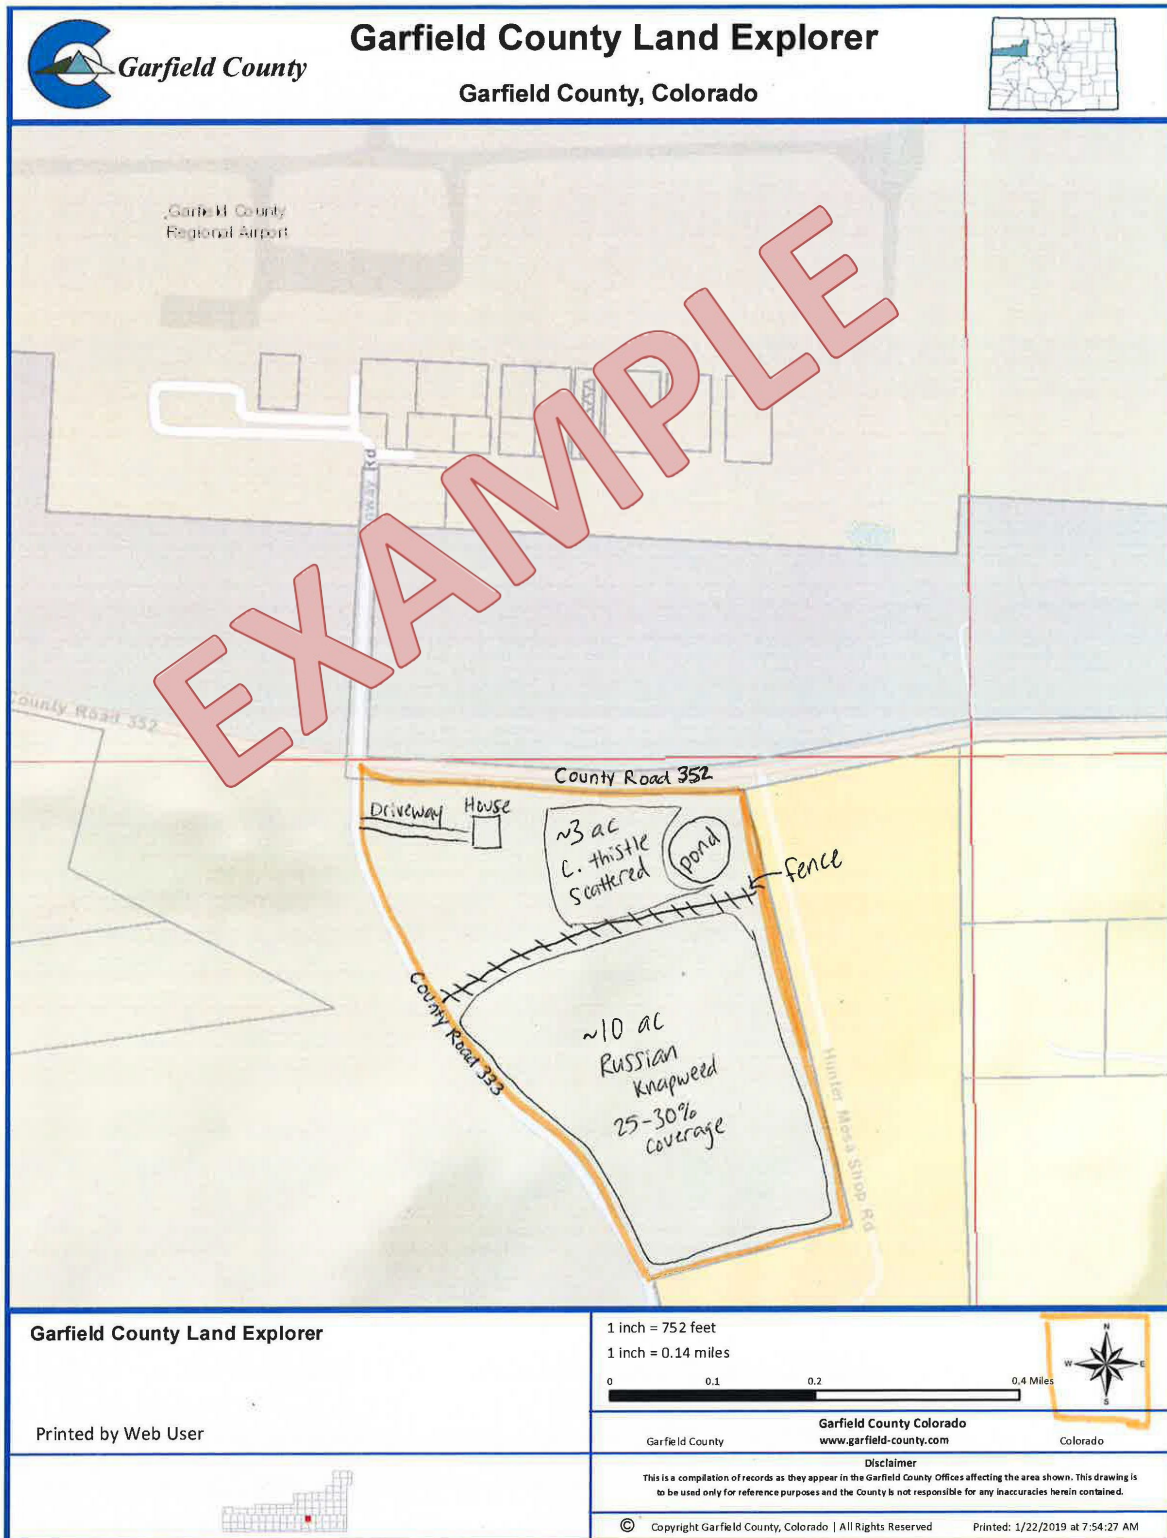 Garfield County
Garfield County Land Explorer
Garfield County, Colorado
Garfield County
Regional Airport
EXAMPLE
County Road 352
County Road 352
Driveway
House
~3 ac
C. thistle
Scattered
pond
fence
County Road 333
~10 ac
Russian
Knapweed
25-30%
coverage
Hunter Mesa Shop Rd
Garfield County Land Explorer
Printed by Web User
1 inch = 752 feet
1 inch = 0.14 miles
0 0.1 0.2 0.4 Miles
N
W E
S
Garfield County Colorado
Garfield County www.garfield-county.com Colorado
Disclaimer
This is a compilation of records as they appear in the Garfield County Offices affecting the area shown. This drawing is
to be used only for reference purposes and the County is not responsible for any inaccuracies herein contained.
© Copyright Garfield County, Colorado | All Rights Reserved Printed: 1/22/2019 at 7:54:27 AM